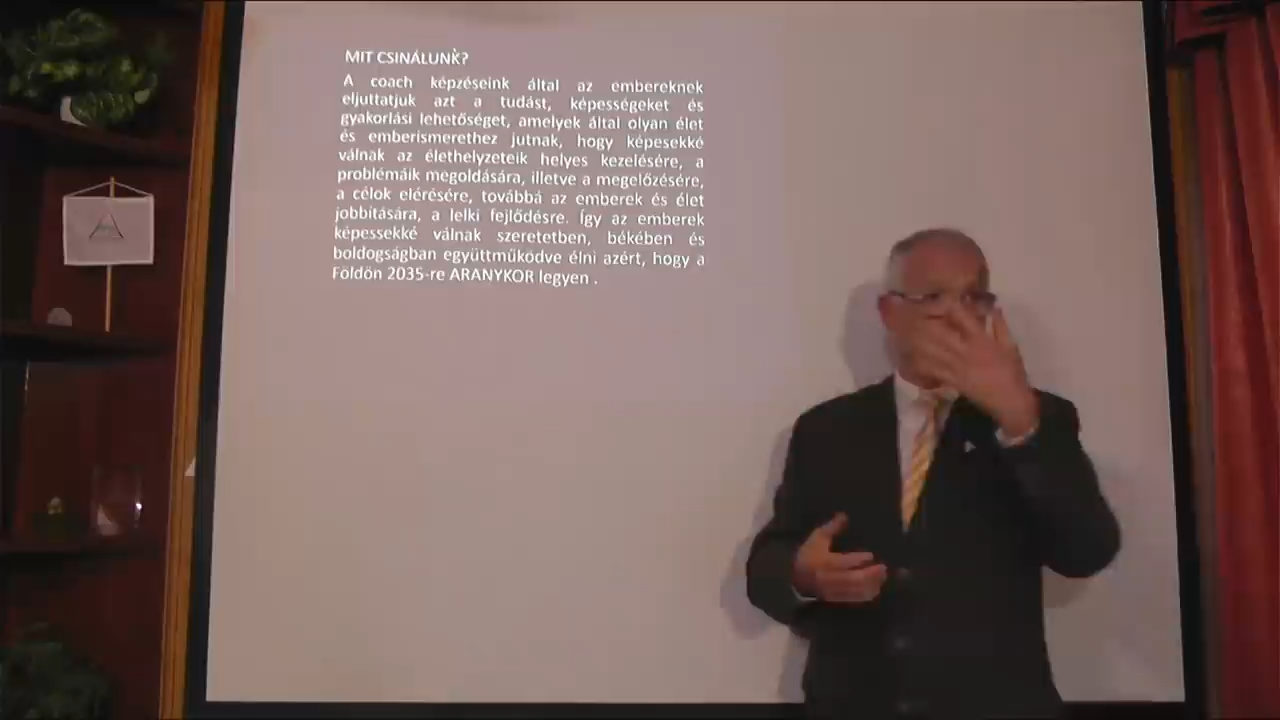 MIT CSINÁLUNK?
A coach képzéseink által az embereknek
eljuttatjuk azt a tudást, képességeket és
gyakorlási lehetőséget, amelyek által olyan élet
és emberismerethez jutnak, hogy képesekké
válnak az élethelyzeteik helyes kezelésére, a
problémáik megoldására, illetve a megelőzésére,
a célok elérésére, továbbá az emberek és élet
jobbítására, a lelki fejlődésre. Így az emberek
képessekké válnak szeretetben, békében és
boldogságban együttműködve élni azért, hogy a
Földön 2035-re ARANYKOR legyen .